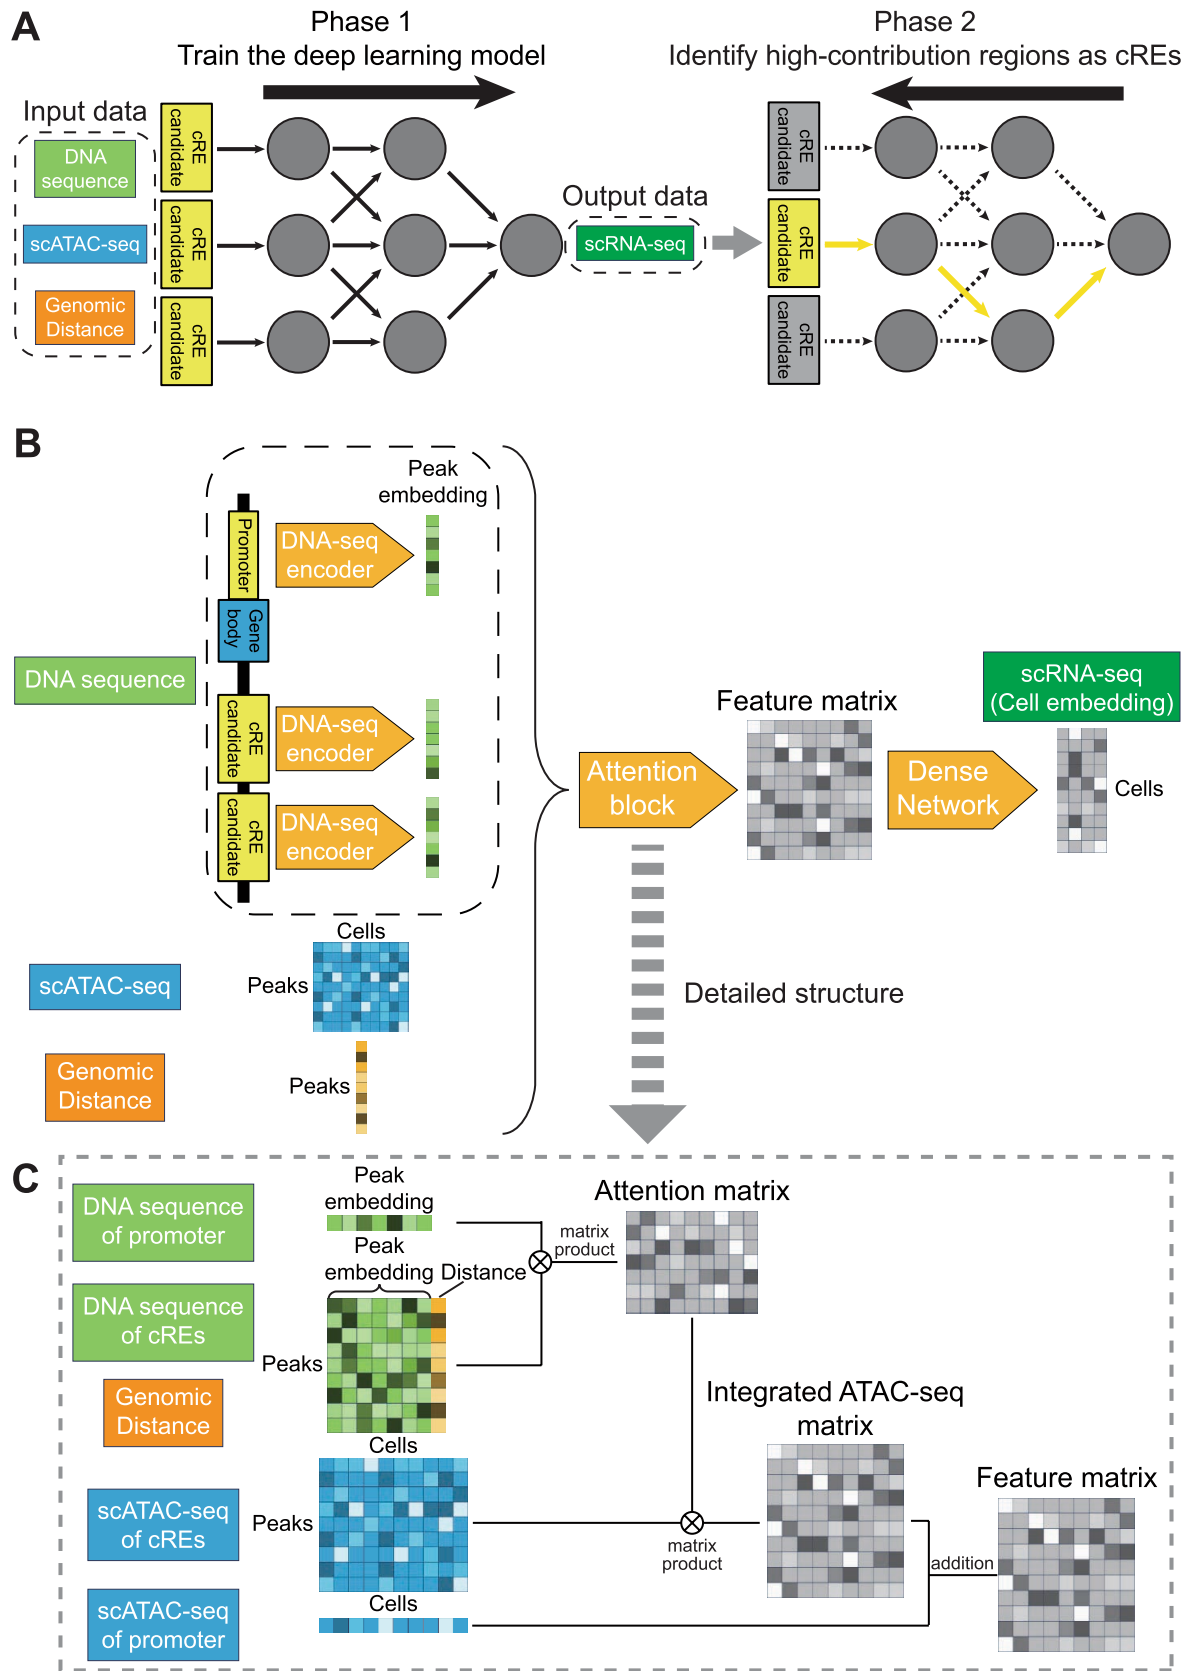 A
Phase 1
Train the deep learning model
Phase 2
Identify high-contribution regions as cREs
Input data
DNA
sequence
scATAC-seq
Genomic
Distance
cRE
candidate
cRE
candidate
cRE
candidate
Output data
scRNA-seq
cRE
candidate
cRE
candidate
cRE
candidate
B
Peak
embedding
Promoter
DNA-seq
encoder
Gene
body
DNA sequence
cRE
candidate
DNA-seq
encoder
cRE
candidate
DNA-seq
encoder
Attention
block
Feature matrix
Dense
Network
scRNA-seq
(Cell embedding)
Cells
Cells
scATAC-seq
Peaks
Detailed structure
Genomic
Distance
Peaks
C
DNA sequence
of promoter
Peak
embedding
Attention matrix
matrix
product
Peak
embedding
Distance
DNA sequence
of cREs
Peaks
Genomic
Distance
Integrated ATAC-seq
matrix
Cells
Feature matrix
scATAC-seq
of cREs
Peaks
matrix
product
addition
Cells
scATAC-seq
of promoter